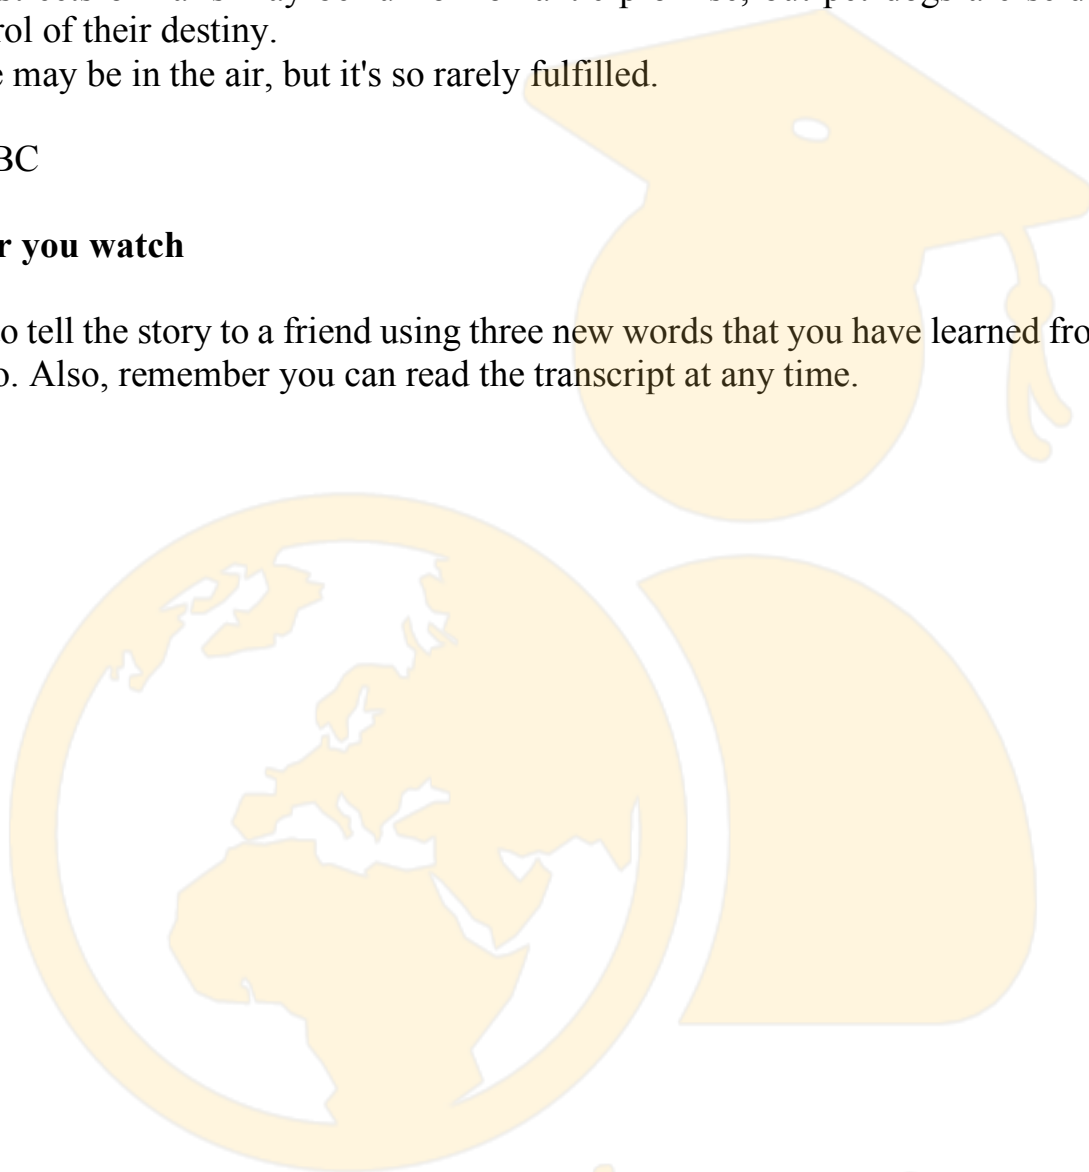 may be in the air, but it's so rarely fulfilled.
of their destiny.
BC
you watch
tell the story to a friend using three new words that you have learned
Also, remember you can read the transcript at any time.